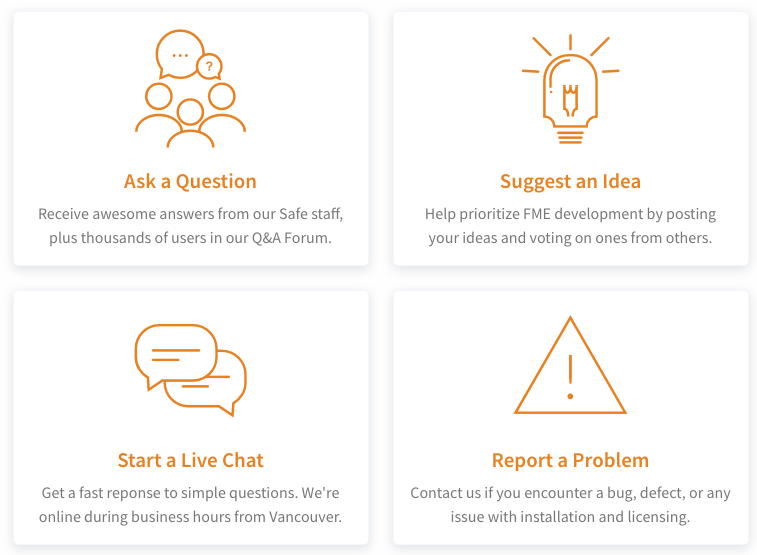 ...
?
Ask a Question
Receive awesome answers from our Safe staff,
plus thousands of users in our Q&A Forum.
Suggest an Idea
Help prioritize FME development by posting
your ideas and voting on ones from others.
Start a Live Chat
Get a fast reponse to simple questions. We're
online during business hours from Vancouver.
Report a Problem
Contact us if you encounter a bug, defect, or any
issue with installation and licensing.